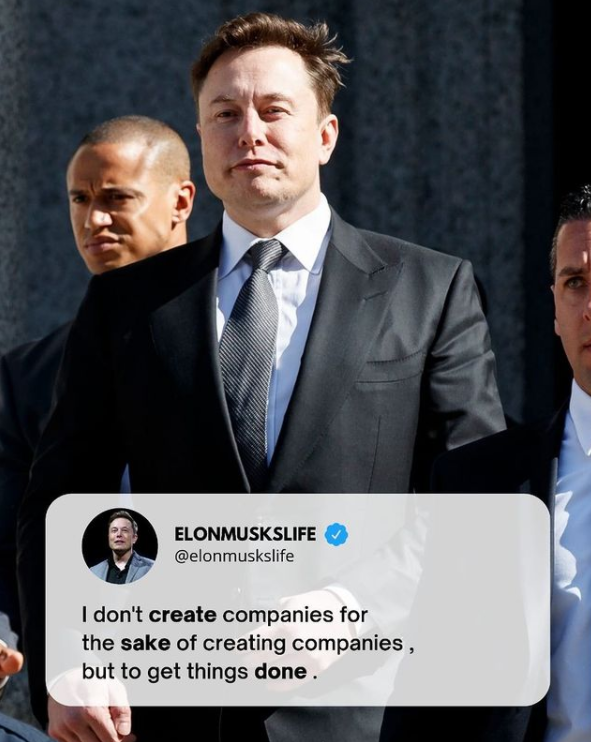 ELONMUSKSLIFE
@elonmuskslife
I don't create companies for
the sake of creating companies ,
but to get things done .